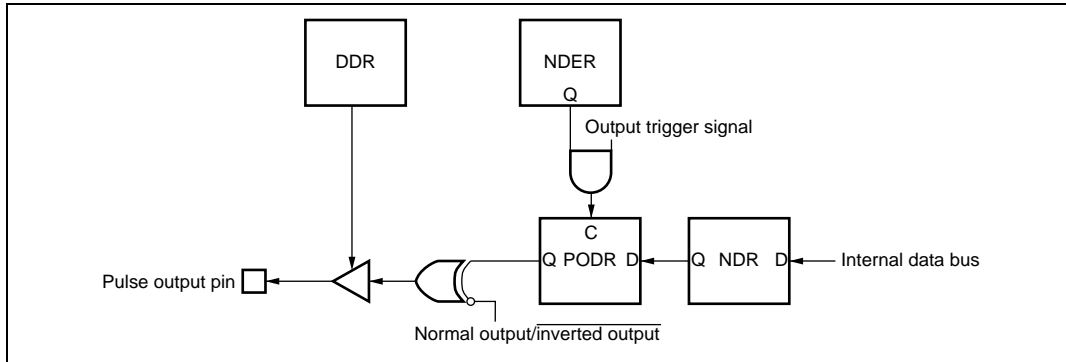 DDR
NDER
Q
Output trigger signal
C
Q PODR D
Q NDR D
Internal data bus
Pulse output pin
Normal output/inverted output